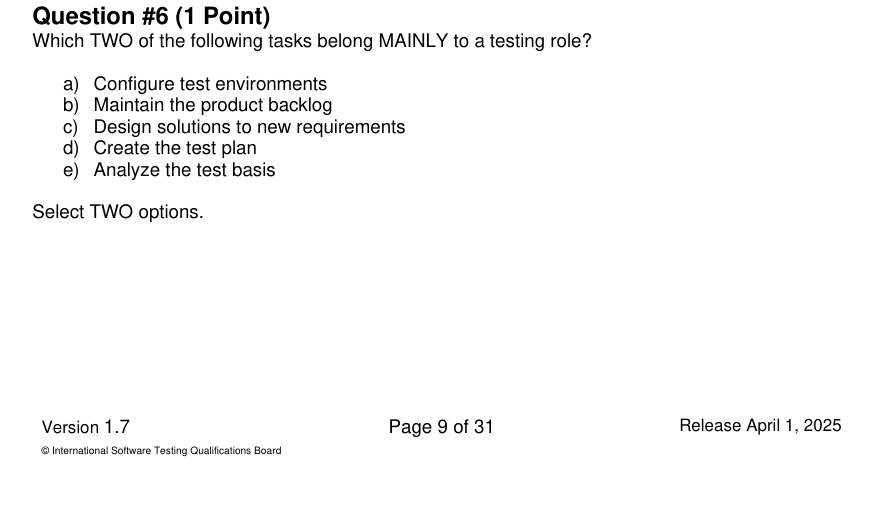 Question #6 (1 Point)
Which TWO of the following tasks belong MAINLY to a testing role?
a) Configure test environments
b) Maintain the product backlog
c) Design solutions to new requirements
d) Create the test plan
e) Analyze the test basis
Select TWO options.
Version 1.7 Page 9 of 31 Release April 1, 2025
© International Software Testing Qualifications Board